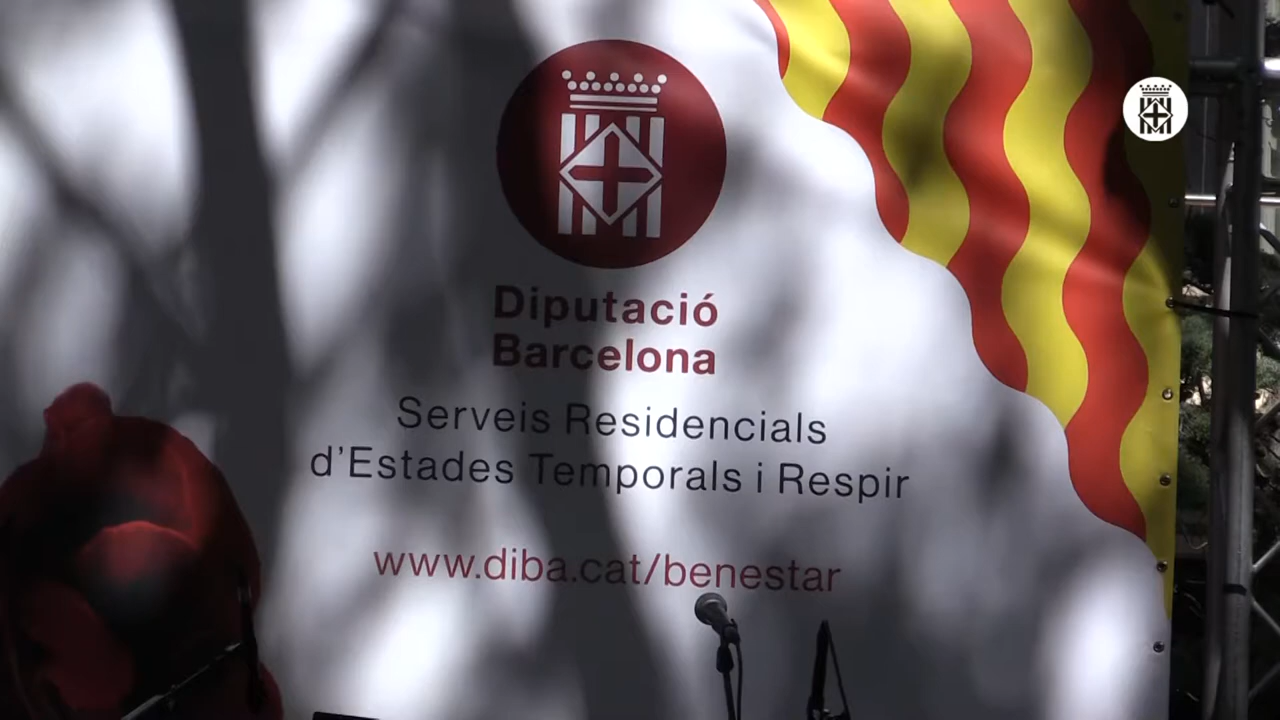 Diputació
Barcelona
Serveis Residencials
d'Estades Temporals i Respir
www.diba.cat/benestar